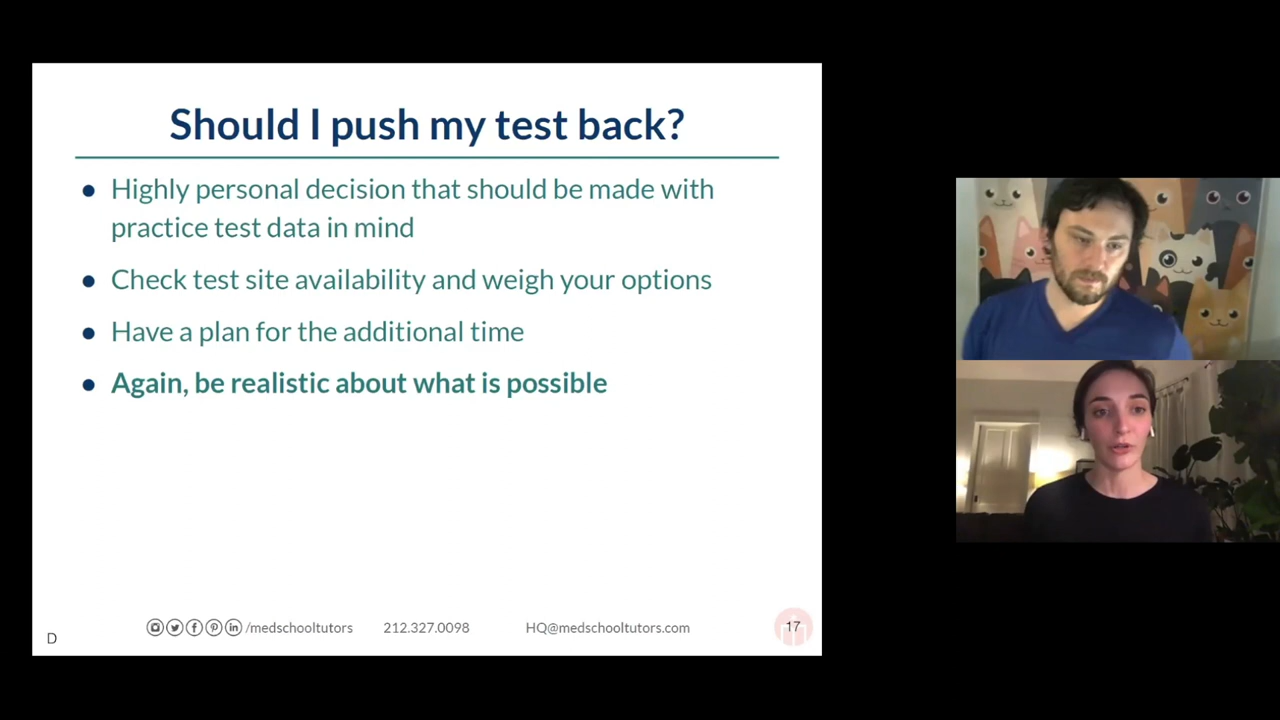 Should I push my test back?
● Highly personal decision that should be made with
practice test data in mind
● Check test site availability and weigh your options
● Have a plan for the additional time
● Again, be realistic about what is possible
D
/medschooltutors 212.327.0098 HQ@medschooltutors.com 17